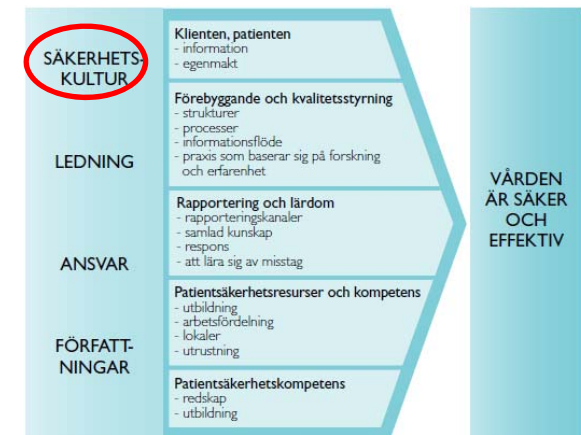 SÄKERHETS-
KULTUR
LEDNING
ANSVAR
FÖRFATT-
NINGAR
Klienten, patienten
- information
- egenmakt
Förebyggande och kvalitetsstyrning
- strukturer
- processer
- informationsflöde
- praxis som baserar sig på forskning
och erfarenhet
Rapportering och lärdom
- rapporteringskanaler
- samlad kunskap
- respons
- att lära sig av misstag
Patientsäkerhetsresurser och kompetens
- utbildning
- arbetsfördelning
- lokaler
- utrustning
Patientsäkerhetskompetens
- redskap
- utbildning
VÅRDEN
ÄR SÄKER
OCH
EFFEKTIV